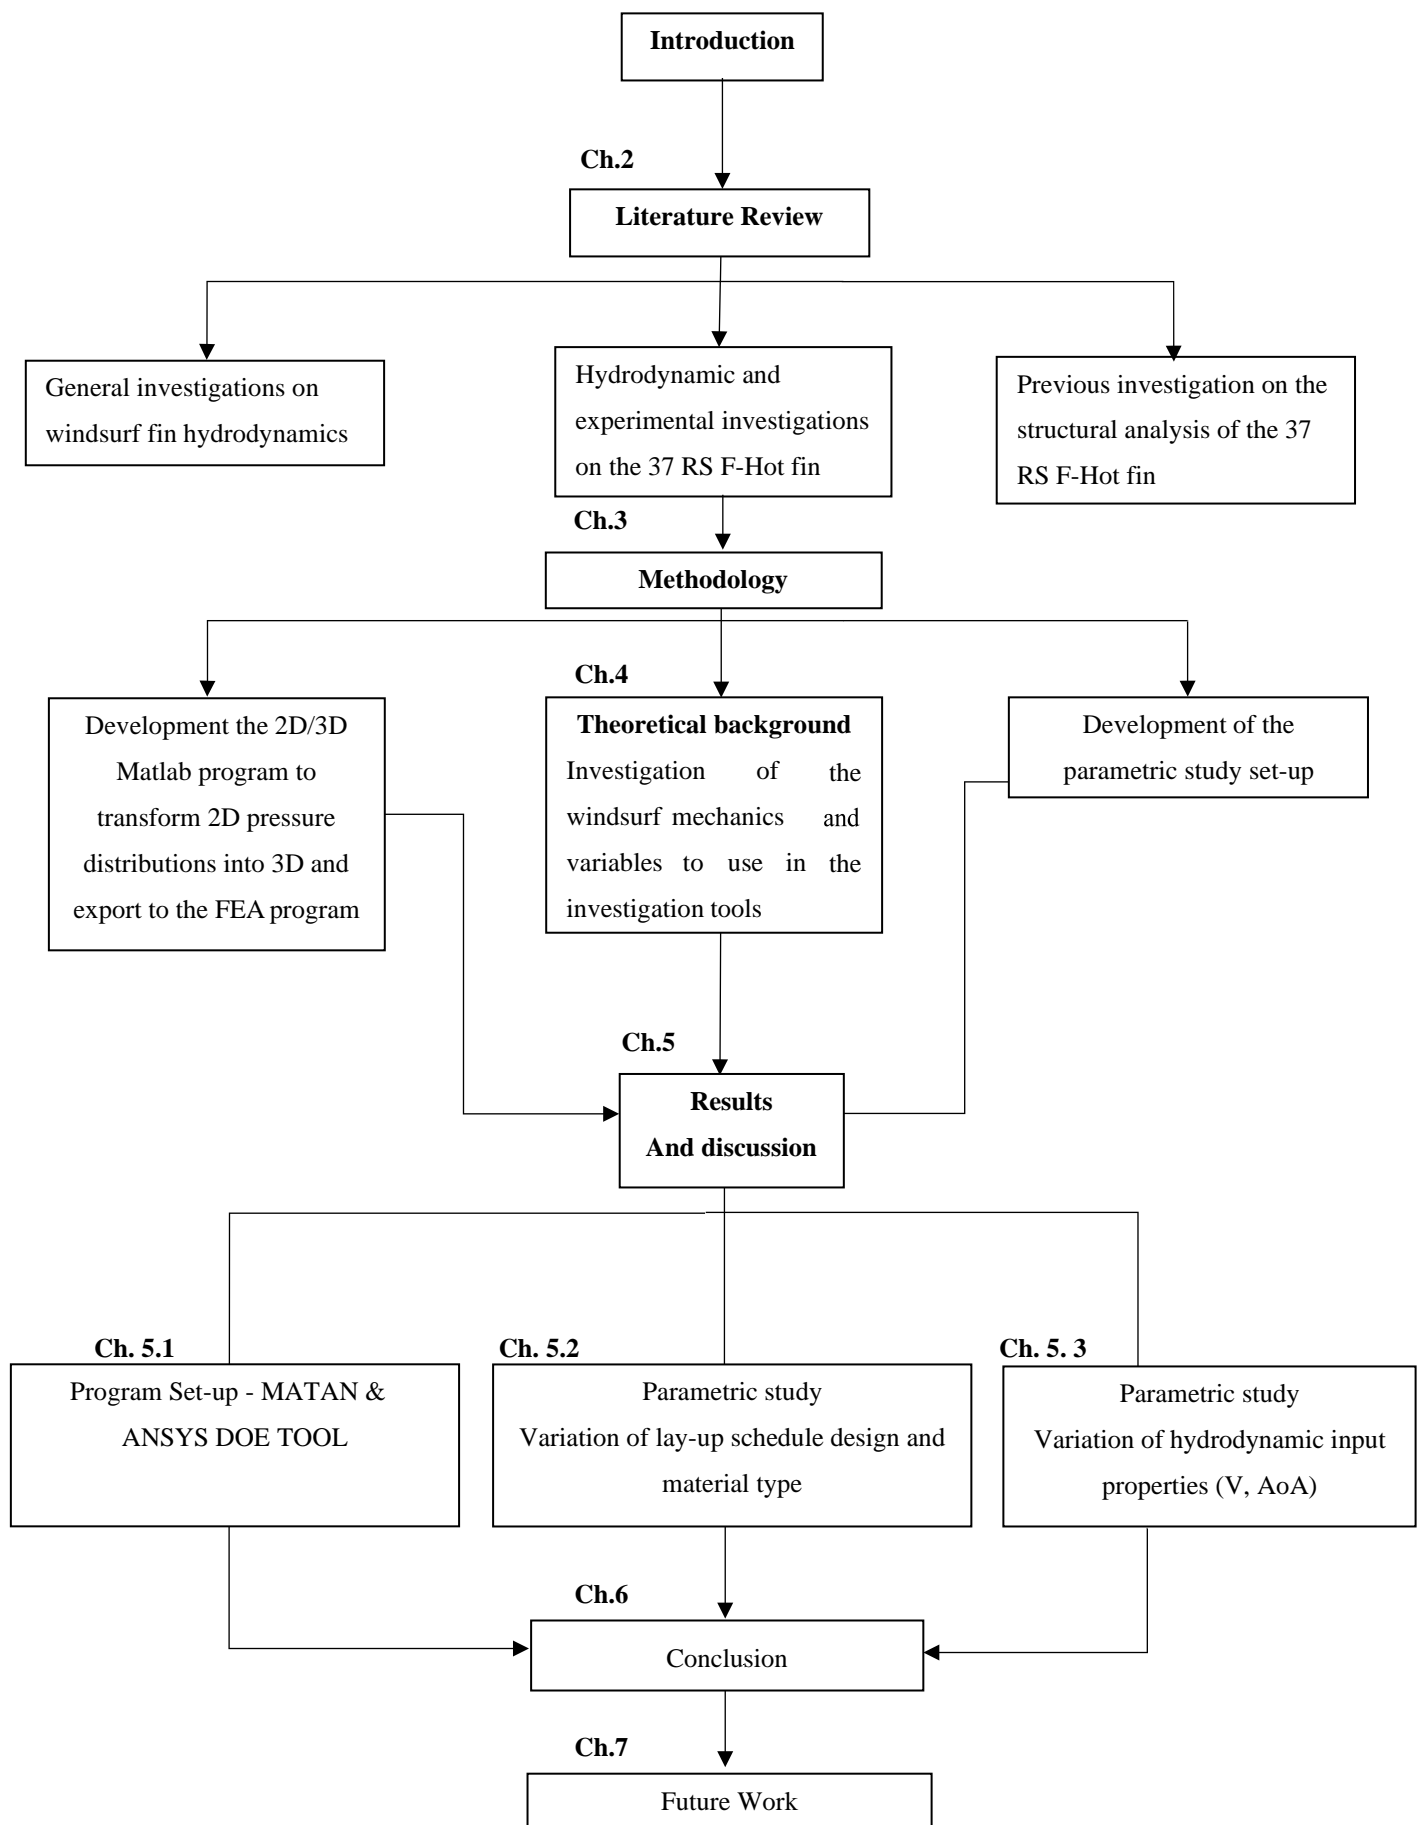 Introduction
Ch.2
Literature Review
General investigations on
windsurf fin hydrodynamics
Hydrodynamic and
experimental investigations
on the 37 RS F-Hot fin
Previous investigation on the
structural analysis of the 37
RS F-Hot fin
Ch.3
Methodology
Ch.4
Development the 2D/3D
Matlab program to
transform 2D pressure
distributions into 3D and
export to the FEA program
Theoretical background
Investigation of the
windsurf mechanics and
variables to use in the
investigation tools
Development of the
parametric study set-up
Ch.5
Results
And discussion
Ch. 5.1
Program Set-up - MATAN &
ANSYS DOE TOOL
Ch. 5.2
Parametric study
Variation of lay-up schedule design and
material type
Ch. 5. 3
Parametric study
Variation of hydrodynamic input
properties (V, AoA)
Ch.6
Conclusion
Ch.7
Future Work